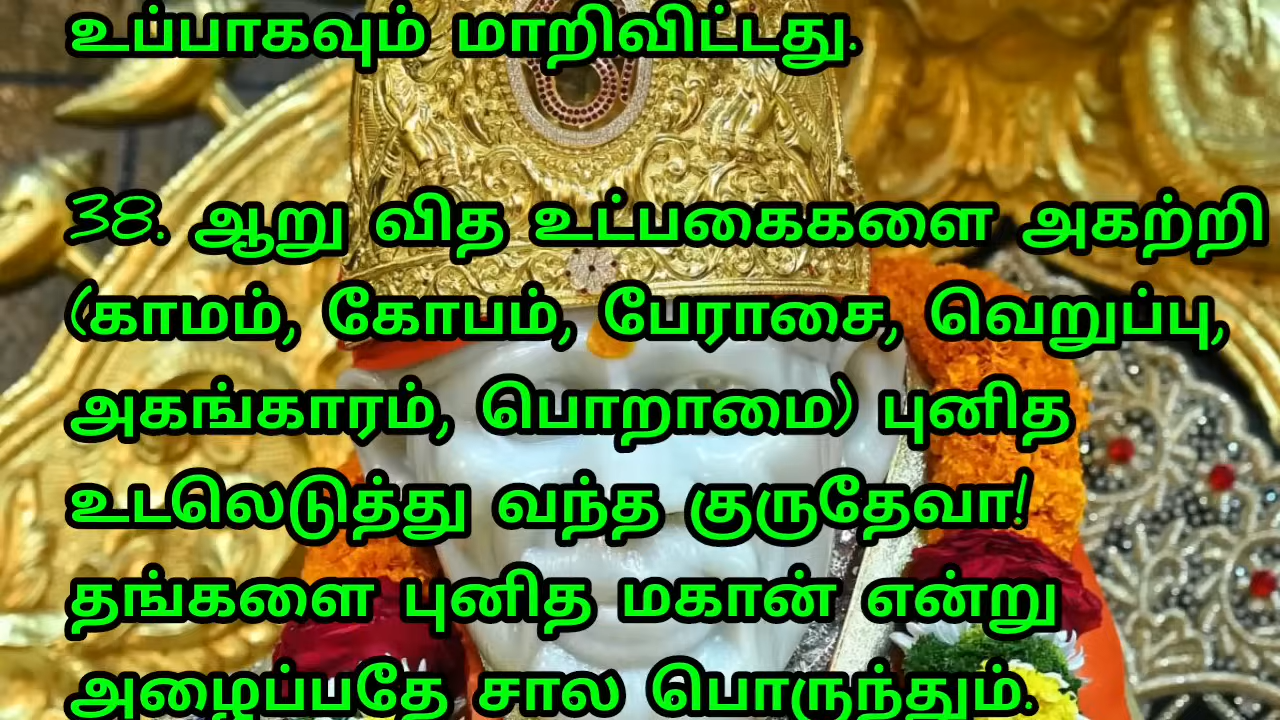 உப்பாகவும் மாறிவிட்டது.
38. ஆறு வித உட்பகைகளை அகற்றி
(காமம், கோபம், பேராசை, வெறுப்பு,
அகங்காரம், பொறாமை) புனித
உடலெடுத்து வந்த குருதேவா!
தங்களை புனித மகான் என்று
அழைப்பதே சால பொருந்தும்.